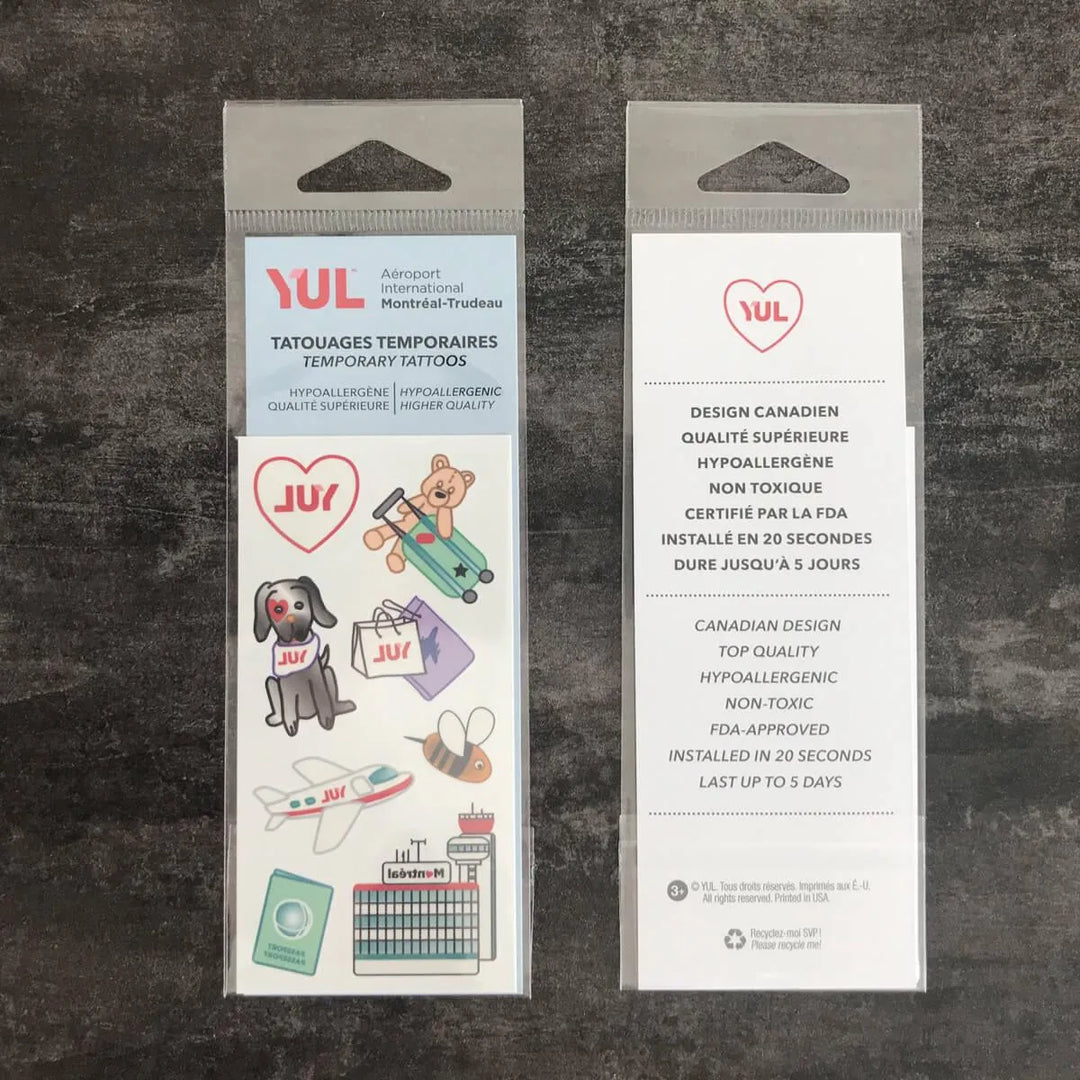 YUL™
Aéroport
International
Montréal-Trudeau
TATOUAGES TEMPORAIRES
TEMPORARY TATTOOS
HYPOALLERGÈNE | HYPOALLERGENIC
QUALITÉ SUPÉRIEURE | HIGHER QUALITY
YUL
YUL
YUL
YUL
Montréal
PASSPORT
PASSEPORT
YUL
DESIGN CANADIEN
QUALITÉ SUPÉRIEURE
HYPOALLERGÈNE
NON TOXIQUE
CERTIFIÉ PAR LA FDA
INSTALLÉ EN 20 SECONDES
DURE JUSQU'À 5 JOURS
CANADIAN DESIGN
TOP QUALITY
HYPOALLERGENIC
NON-TOXIC
FDA-APPROVED
INSTALLED IN 20 SECONDS
LAST UP TO 5 DAYS
3+ © YUL. Tous droits réservés. Imprimés aux É.-U.
All rights reserved. Printed in USA.
Recyclez-moi SVP !
Please recycle me!